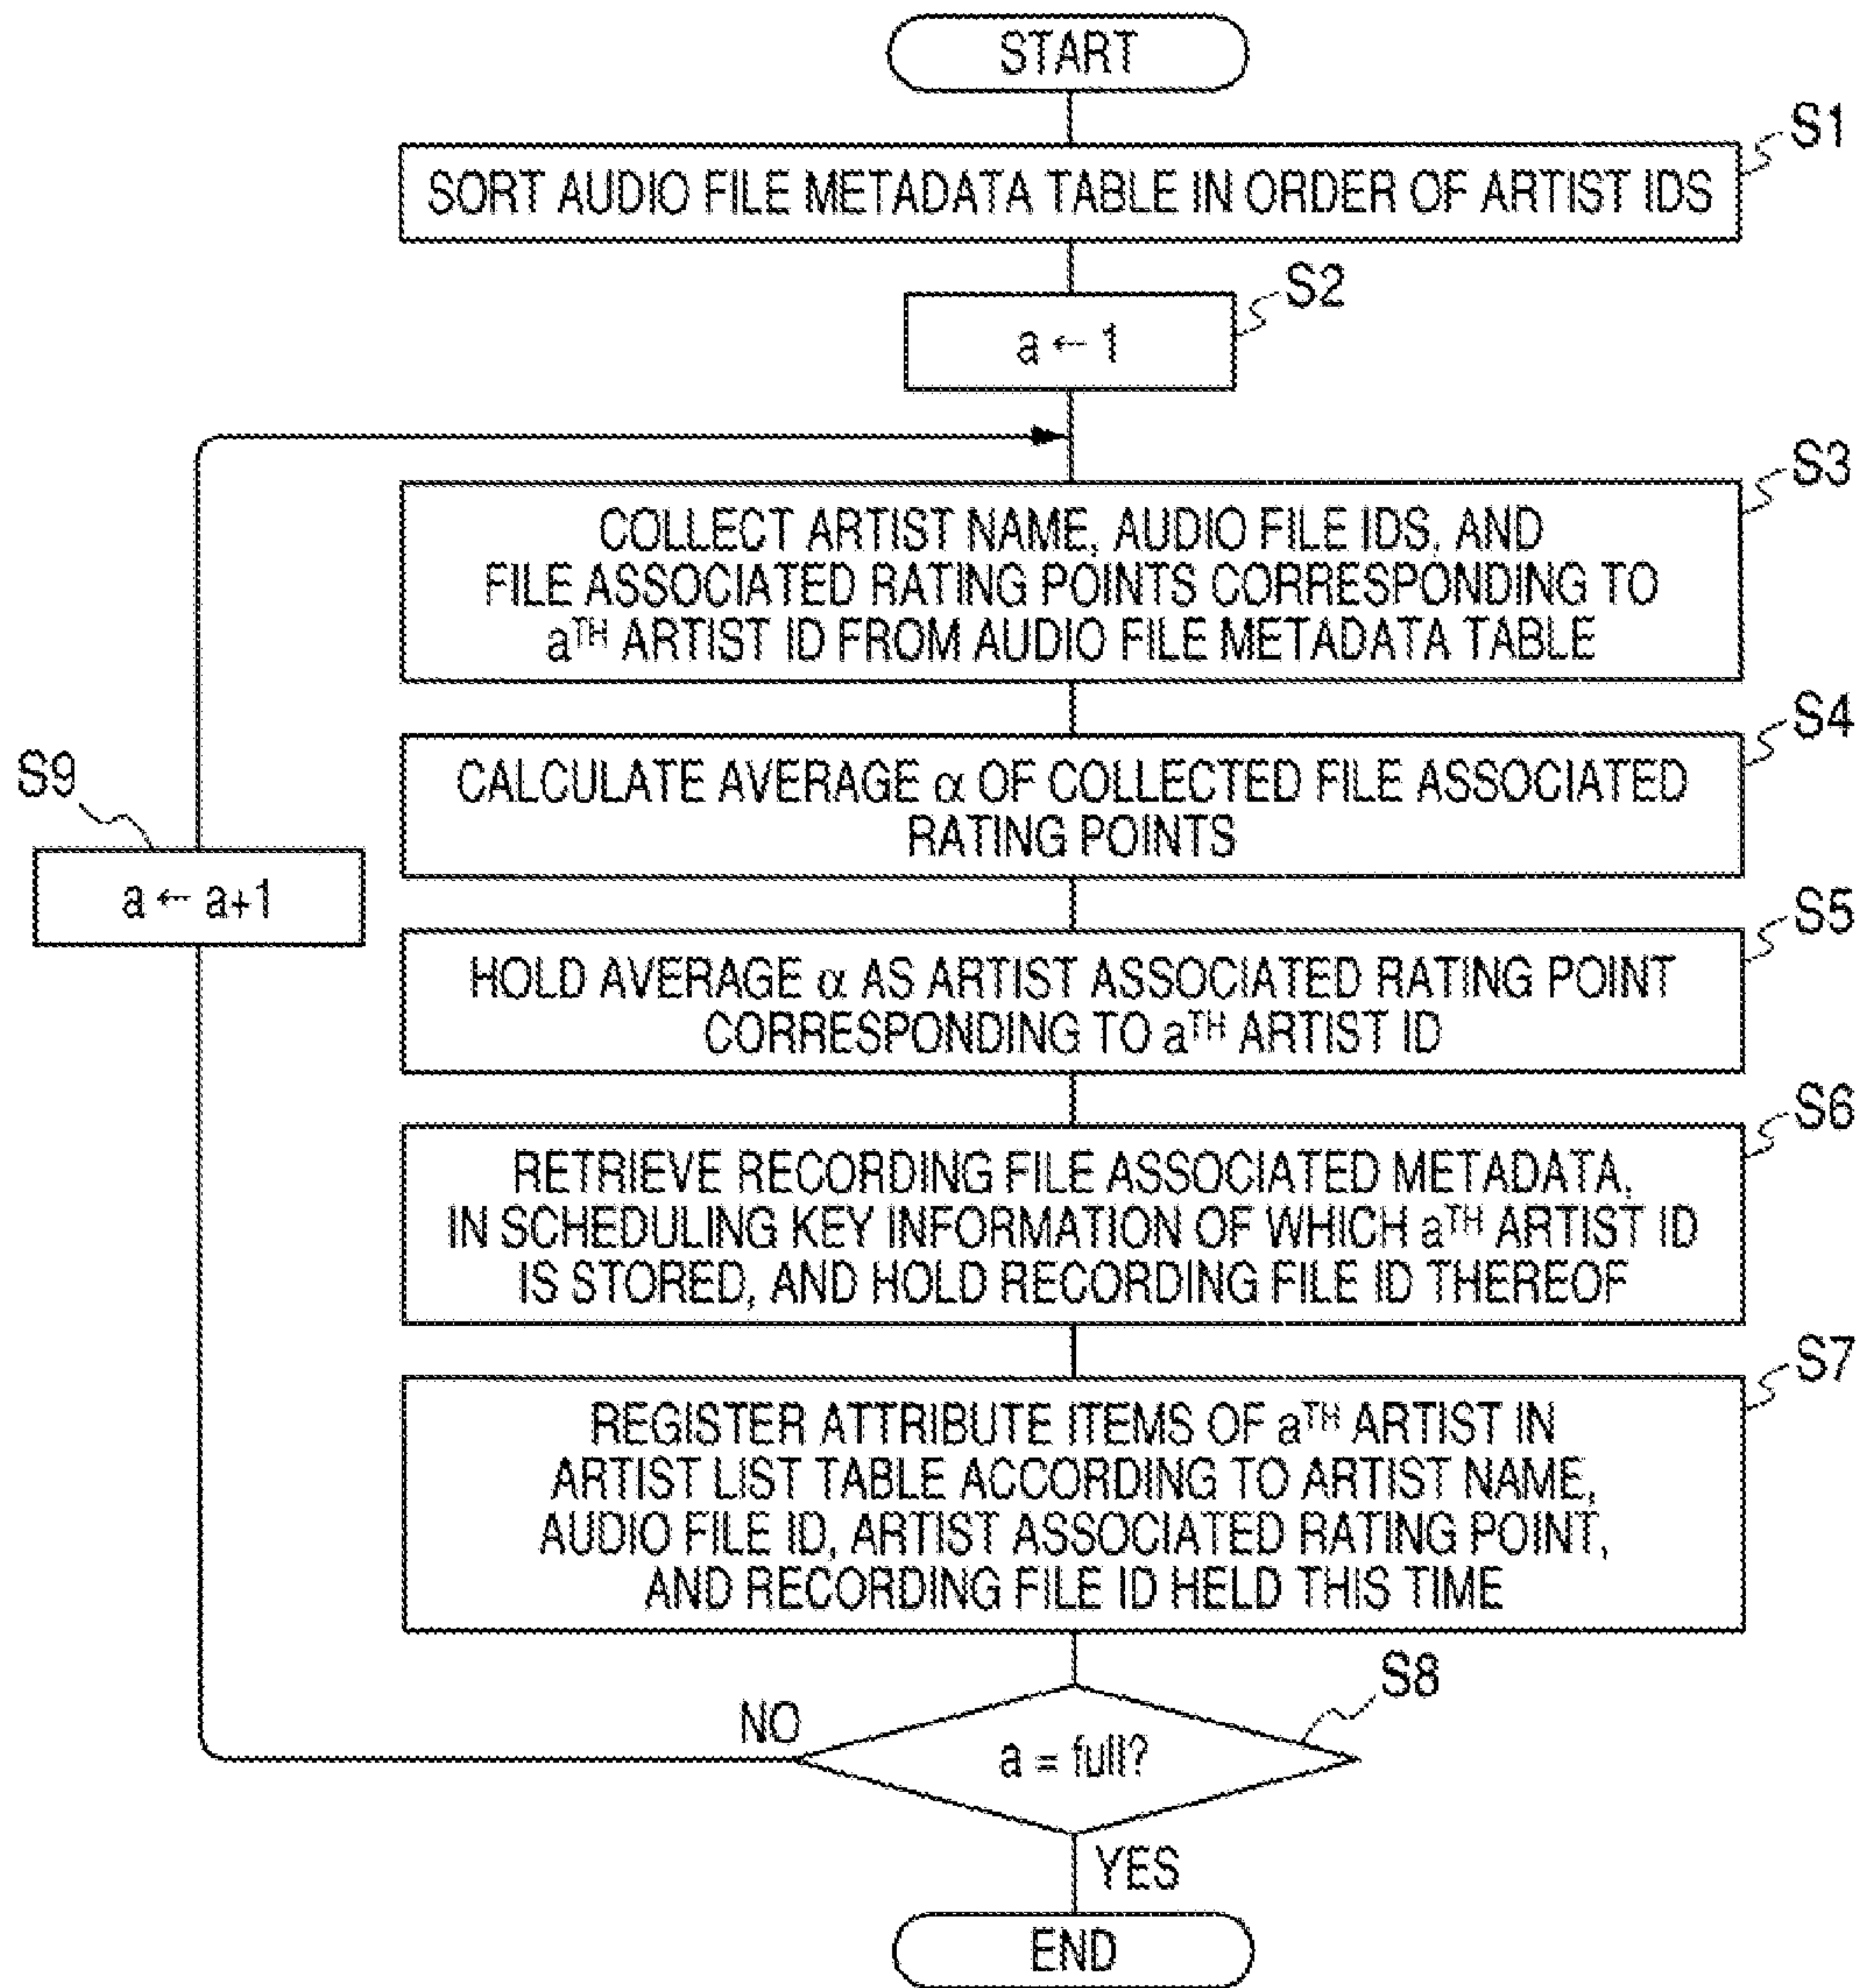 START
S1
SORT AUDIO FILE METADATA TABLE IN ORDER OF ARTIST IDS
S2
a ← 1
S3
COLLECT ARTIST NAME, AUDIO FILE IDS, AND
FILE ASSOCIATED RATING POINTS CORRESPONDING TO
aTH ARTIST ID FROM AUDIO FILE METADATA TABLE
S4
CALCULATE AVERAGE α OF COLLECTED FILE ASSOCIATED
RATING POINTS
S9
a ← a+1
S5
HOLD AVERAGE α AS ARTIST ASSOCIATED RATING POINT
CORRESPONDING TO aTH ARTIST ID
S6
RETRIEVE RECORDING FILE ASSOCIATED METADATA,
IN SCHEDULING KEY INFORMATION OF WHICH aTH ARTIST ID
IS STORED, AND HOLD RECORDING FILE ID THEREOF
S7
REGISTER ATTRIBUTE ITEMS OF aTH ARTIST IN
ARTIST LIST TABLE ACCORDING TO ARTIST NAME,
AUDIO FILE ID, ARTIST ASSOCIATED RATING POINT,
AND RECORDING FILE ID HELD THIS TIME
S8
NO
a = full?
YES
END